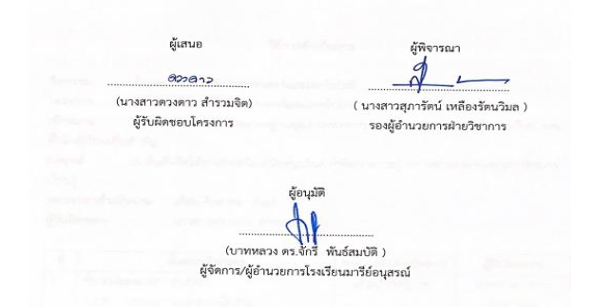 ผู้เสนอ
ดวงดาว
(นางสาวดวงดาว สำรวมจิต)
ผู้รับผิดชอบโครงการ
ผู้พิจารณา
( นางสาวสุภารัตน์ เหลืองรัตนวิมล )
รองผู้อำนวยการฝ่ายวิชาการ
ผู้อนุมัติ
(บาทหลวง ดร.จักรี พันธ์สมบัติ )
ผู้จัดการ/ผู้อำนวยการโรงเรียนมารีย์อนุสรณ์